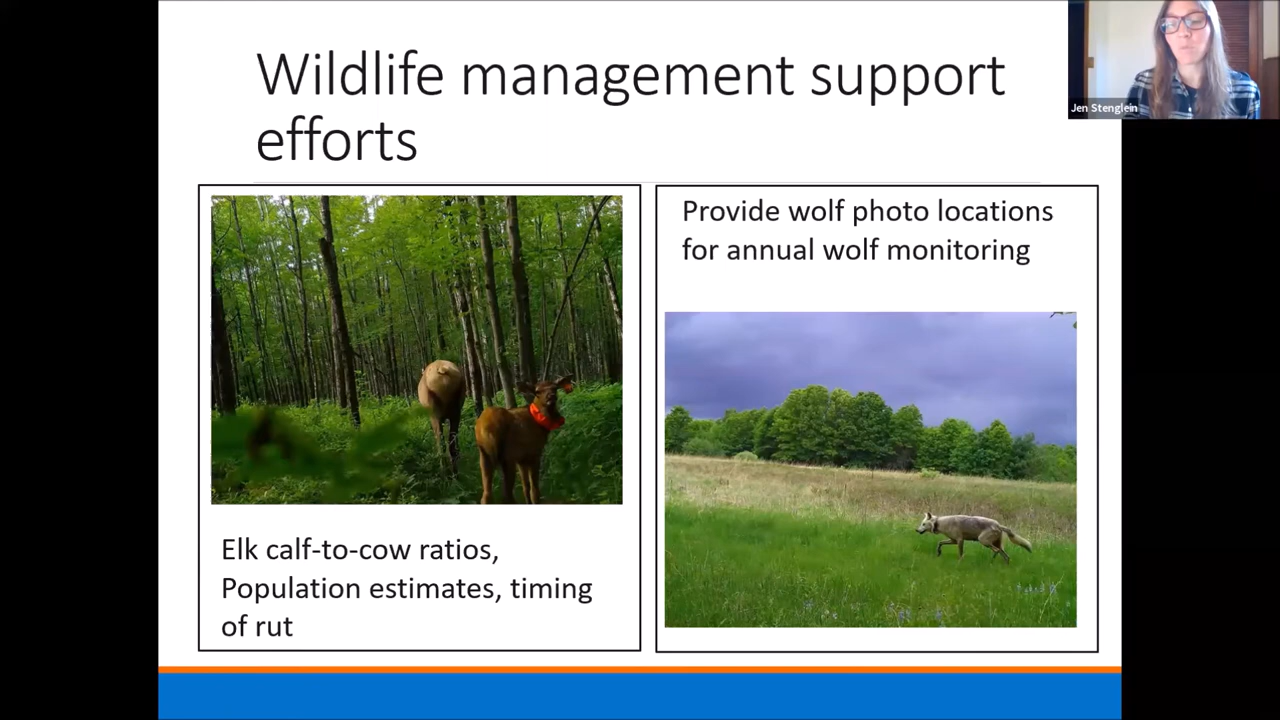 Wildlife management support
efforts
Jen Stenglein
Provide wolf photo locations
for annual wolf monitoring
Elk calf-to-cow ratios,
Population estimates, timing
of rut